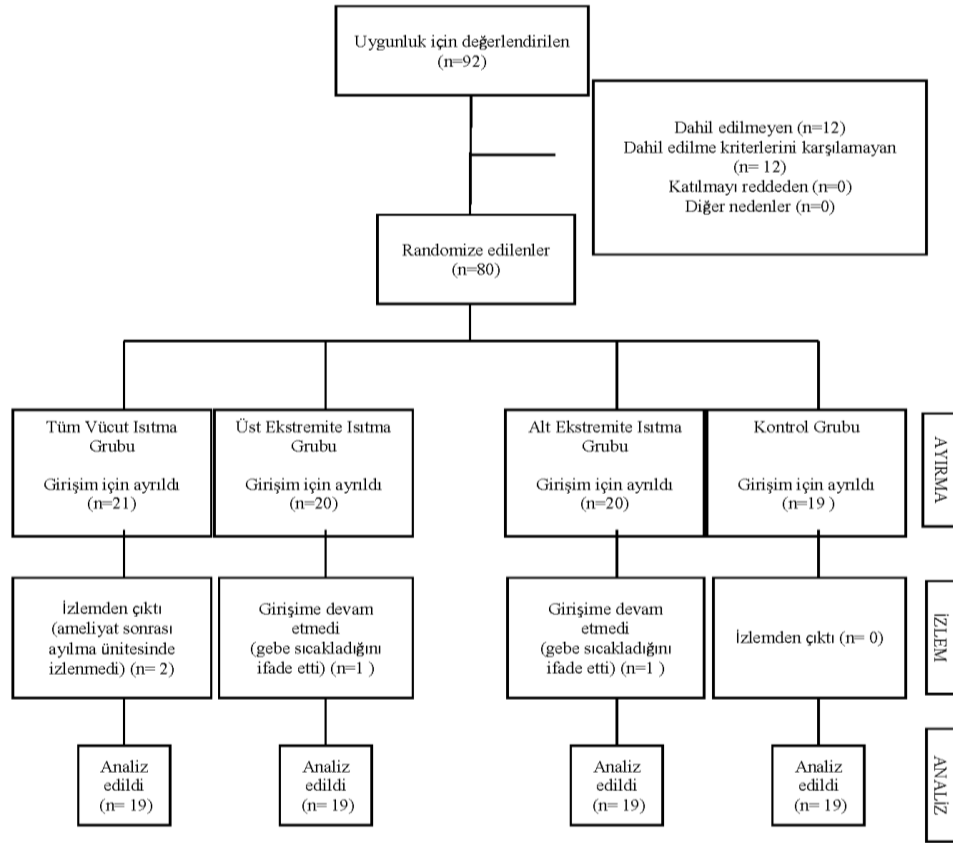 Uygunluk için değerlendirilen
(n=92)
Dahil edilmeyen (n=12)
Dahil edilme kriterlerini karşılamayan
(n= 12)
Katılmayı reddeden (n=0)
Diğer nedenler (n=0)
Randomize edilenler
(n=80)
Tüm Vücut Isıtma
Grubu
Girişim için ayrıldı
(n=21)
Üst Ekstremite Isıtma
Grubu
Girişim için ayrıldı
(n=20)
Alt Ekstremite Isıtma
Grubu
Girişim için ayrıldı
(n=20)
Kontrol Grubu
Girişim için ayrıldı
(n=19 )
AYIRMA
İzlemden çıktı
(ameliyat sonrası
ayılma ünitesinde
izlenmedi) (n= 2)
Girişime devam
etmedi
(gebe sıcakladığını
ifade etti) (n=1 )
Girişime devam
etmedi
(gebe sıcakladığını
ifade etti) (n=1 )
İzlemden çıktı (n= 0)
İZLEM
Analiz
edildi
(n= 19)
Analiz
edildi
(n= 19)
Analiz
edildi
(n= 19)
Analiz
edildi
(n= 19)
ANALİZ